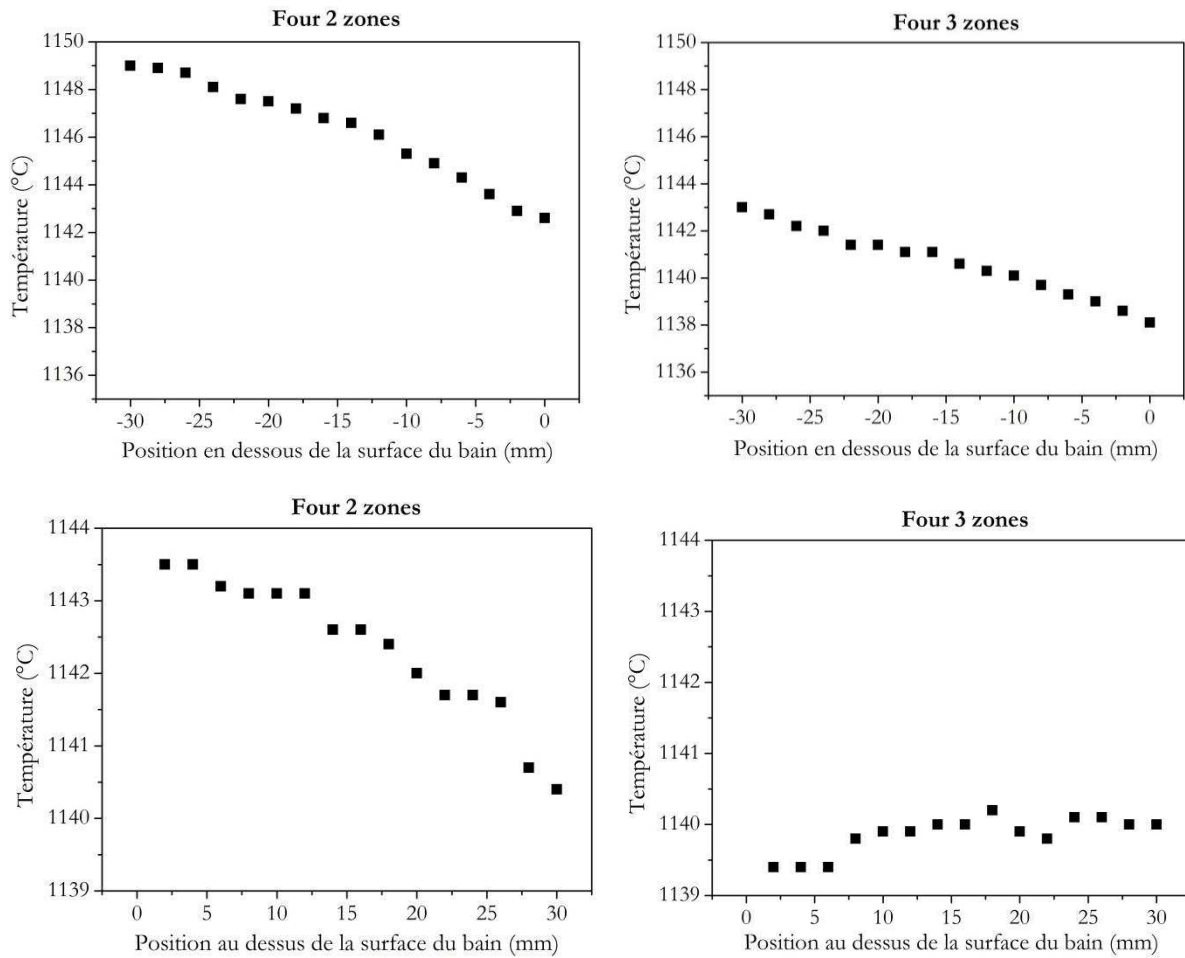 Four 2 zones
1150
1148
1146
1144
1142
1140
1138
1136
Température (°C)
-30 -25 -20 -15 -10 -5 0
Position en dessous de la surface du bain (mm)
Four 3 zones
1150
1148
1146
1144
1142
1140
1138
1136
Température (°C)
-30 -25 -20 -15 -10 -5 0
Position en dessous de la surface du bain (mm)
Four 2 zones
1144
1143
1142
1141
1140
1139
Température (°C)
0 5 10 15 20 25 30
Position au dessus de la surface du bain (mm)
Four 3 zones
1144
1143
1142
1141
1140
1139
Température (°C)
0 5 10 15 20 25 30
Position au dessus de la surface du bain (mm)